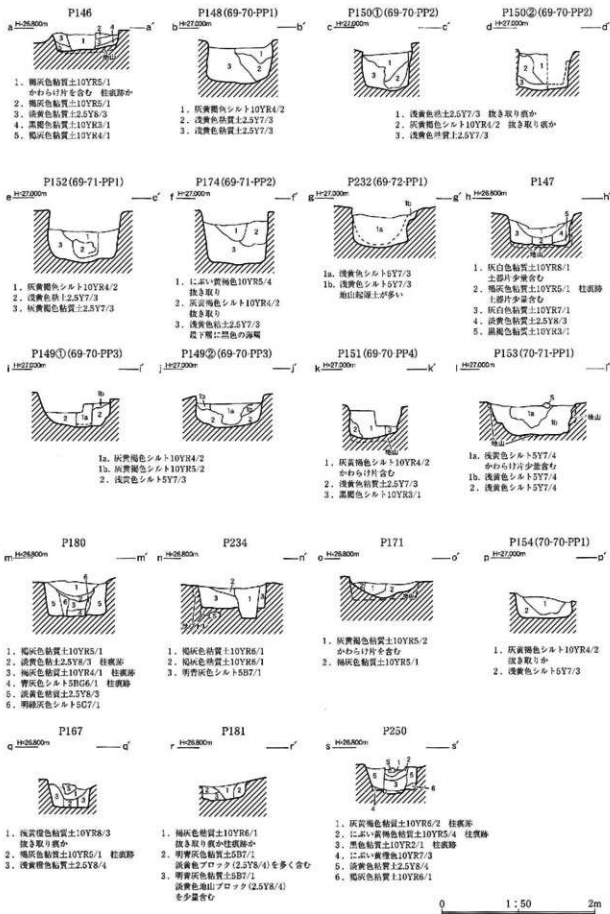 P146
a H=26.800m a′
1．褐灰色粘質土10YR5/1
かわらけ片を含む 柱痕跡か
2．褐灰色粘質土10YR5/1
3．淡黄色粘質土2.5Y8/3
4．黒褐色粘質土10YR3/1
5．褐灰色粘質土10YR4/1
P148(69-70-PP1)
b H=27.000m b′
1．灰黄褐色シルト10YR4/2
2．浅黄色粘質土2.5Y7/3
3．浅黄色粘質土2.5Y7/3
P150①(69-70-PP2)
c H=27.000m c′
P150②(69-70-PP2)
d H=27.000m d′
1．浅黄色粘土2.5Y7/3 抜き取り痕か
2．灰黄褐色シルト10YR4/2 抜き取り痕か
3．浅黄色粘質土2.5Y7/3
P152(69-71-PP1)
e H=27.000m e′
1．灰黄褐色シルト10YR4/2
2．浅黄色粘土2.5Y7/3
3．灰黄褐色粘質土2.5Y7/3
P174(69-71-PP2)
f H=27.000m f′
1．にぶい黄褐色10YR5/4
抜き取り
2．灰黄褐色シルト10YR4/2
抜き取り
3．浅黄色粘土2.5Y7/3
最下層に黒色の薄層
P232(69-72-PP1)
g H=27.000m g′
1a．浅黄色シルト5Y7/3
1b．浅黄色シルト5Y7/3
地山起源土が多い
P147
h H=26.800m h′
地山
1．灰白色粘質土10YR8/1
土器片少量含む
2．褐灰色粘質土10YR5/1 柱痕跡
土器片少量含む
3．灰白色粘質土10YR7/1
4．淡黄色粘質土2.5Y8/3
5．黒褐色粘質土10YR3/1
P149①(69-70-PP3)
i H=27.000m i′
P149②(69-70-PP3)
j H=27.000m j′
1a．灰黄褐色シルト10YR4/2
1b．灰黄褐色シルト10YR5/2
2．浅黄色シルト5Y7/3
P151(69-70 PP4)
k H=27.000m k′
地山
1．灰黄褐色シルト10YR4/2
かわらけ片含む
2．浅黄色粘質土2.5Y7/3
3．黒褐色シルト10YR3/1
P153(70-71-PP1)
l H=27.000m l′
地山
地山
1a．浅黄色シルト5Y7/4
かわらけ片少量含む
1b．浅黄色シルト5Y7/4
2．浅黄色シルト5Y7/4
P180
m H=26.800m m′
1．褐灰色粘質土10YR5/1
2．淡黄色粘土2.5Y8/3 柱痕跡
3．褐灰色粘質土10YR4/1 柱痕跡
4．青灰色シルト5BG6/1 柱痕跡
5．淡黄色粘質土2.5Y8/3
6．明緑灰色シルト5G7/1
P234
n H=26.800m n′
1．褐灰色粘質土10YR6/1
2．褐灰色粘質土10YR6/1
3．明青灰色シルト5B7/1
P171
o H=26.800m o′
1．灰黄褐色粘質土10YR5/2
かわらけ片を含む
2．褐灰色粘質土10YR5/1
P154(70-70-PP1)
p H=27.000m p′
1．灰黄褐色シルト10YR4/2
抜き取りか
2．浅黄色シルト5Y7/3
P167
q H=26.800m q′
1．浅黄橙色粘質土10YR8/3
抜き取り痕か
2．褐灰色粘質土10YR5/1 柱痕跡
3．浅黄橙色粘質土2.5Y8/4
P181
r H=26.800m r′
1．褐灰色粘質土10YR6/1
抜き取り痕か柱痕跡
2．明青灰色粘質土5B7/1
淡黄色ブロック(2.5Y8/4)を多く含む
3．明青灰色粘質土5B7/1
淡黄色地山ブロック(2.5Y8/4)
を少量含む
P250
s H=26.800m s′
1．灰黄褐色粘質土10YR6/2 柱痕跡
2．にぶい黄褐色粘質土10YR5/4 柱痕跡
3．黒色粘質土10YR2/1 柱痕跡
4．にぶい黄橙色10YR7/3
5．淡黄色粘質土2.5Y8/4
6．褐灰色粘質土10YR6/1
0 1:50 2m